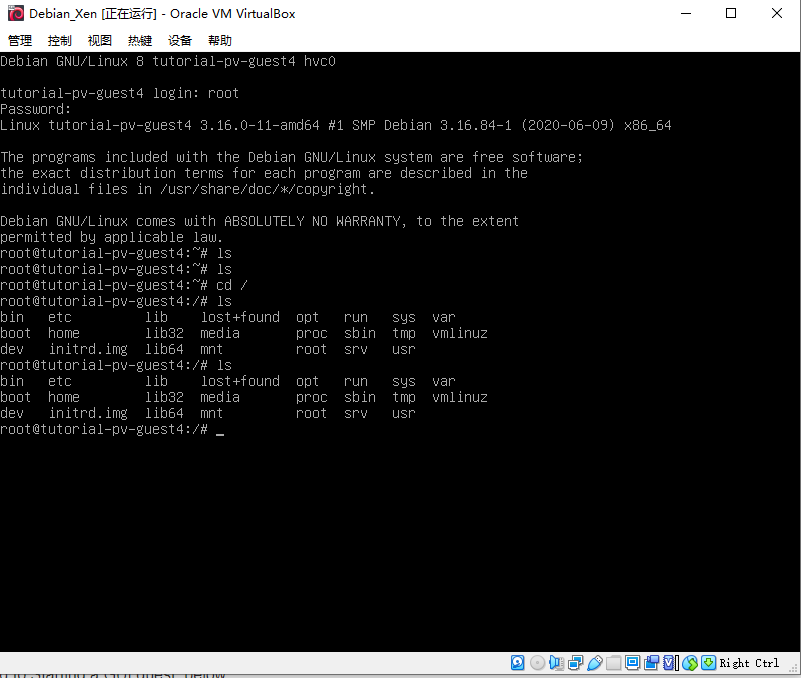 Debian_Xen [正在运行] - Oracle VM VirtualBox
管理 控制 视图 热键 设备 帮助
Debian GNU/Linux 8 tutorial-pv-guest4 hvc0
tutorial-pv-guest4 login: root
Password:
Linux tutorial-pv-guest4 3.16.0-11-amd64 #1 SMP Debian 3.16.84-1 (2020-06-09) x86_64
The programs included with the Debian GNU/Linux system are free software;
the exact distribution terms for each program are described in the
individual files in /usr/share/doc/*/copyright.
Debian GNU/Linux comes with ABSOLUTELY NO WARRANTY, to the extent
permitted by applicable law.
root@tutorial-pv-guest4:~# ls
root@tutorial-pv-guest4:~# ls
root@tutorial-pv-guest4:~# cd /
root@tutorial-pv-guest4:/# ls
bin etc lib lost+found opt run sys var
boot home lib32 media proc sbin tmp vmlinuz
dev initrd.img lib64 mnt root srv usr
root@tutorial-pv-guest4:/# ls
bin etc lib lost+found opt run sys var
boot home lib32 media proc sbin tmp vmlinuz
dev initrd.img lib64 mnt root srv usr
root@tutorial-pv-guest4:/# _
Right Ctrl